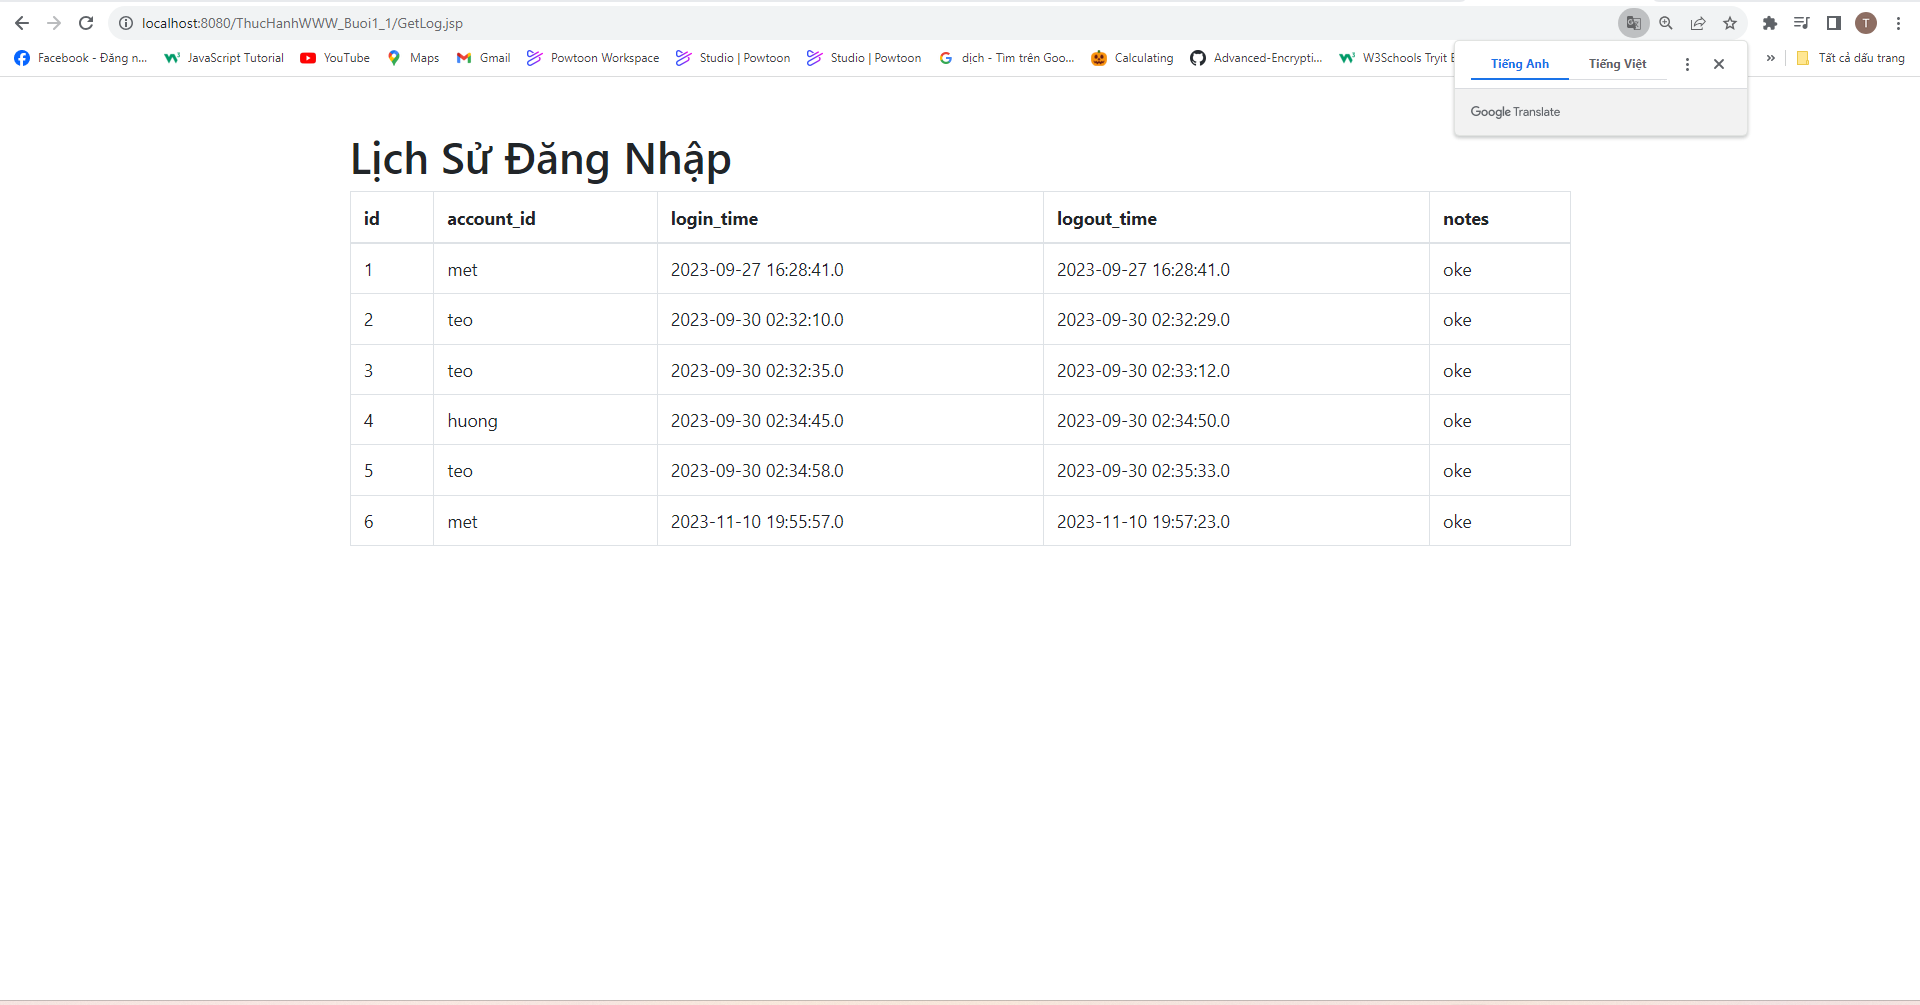 localhost:8080/ThucHanhWWW_Buoi1_1/GetLog.jsp
T
Facebook - Đăng n... JavaScript Tutorial YouTube Maps Gmail Powtoon Workspace Studio | Powtoon Studio | Powtoon dịch - Tìm trên Goo... Calculating Advanced-Encrypti... W3Schools Tryit E » Tất cả dấu trang
Tiếng Anh Tiếng Việt
Google Translate
Lịch Sử Đăng Nhập
id account_id login_time logout_time notes
1 met 2023-09-27 16:28:41.0 2023-09-27 16:28:41.0 oke
2 teo 2023-09-30 02:32:10.0 2023-09-30 02:32:29.0 oke
3 teo 2023-09-30 02:32:35.0 2023-09-30 02:33:12.0 oke
4 huong 2023-09-30 02:34:45.0 2023-09-30 02:34:50.0 oke
5 teo 2023-09-30 02:34:58.0 2023-09-30 02:35:33.0 oke
6 met 2023-11-10 19:55:57.0 2023-11-10 19:57:23.0 oke